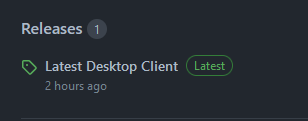 Releases 1
Latest Desktop Client Latest
2 hours ago